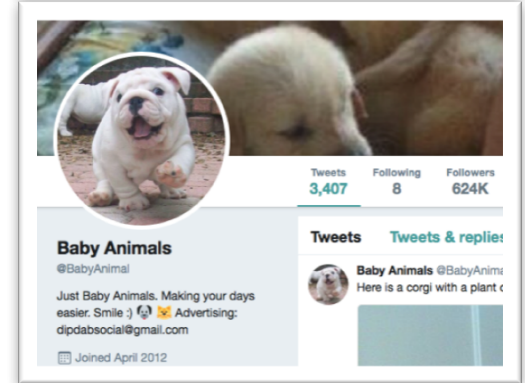 Tweets Following Followers
3,407 8 624K
Baby Animals
@BabyAnimal
Just Baby Animals. Making your days
easier. Smile :) 🐶 😺 Advertising:
dipdabsocial@gmail.com
Joined April 2012
Tweets Tweets & replies
Baby Animals @BabyAnima
Here is a corgi with a plant